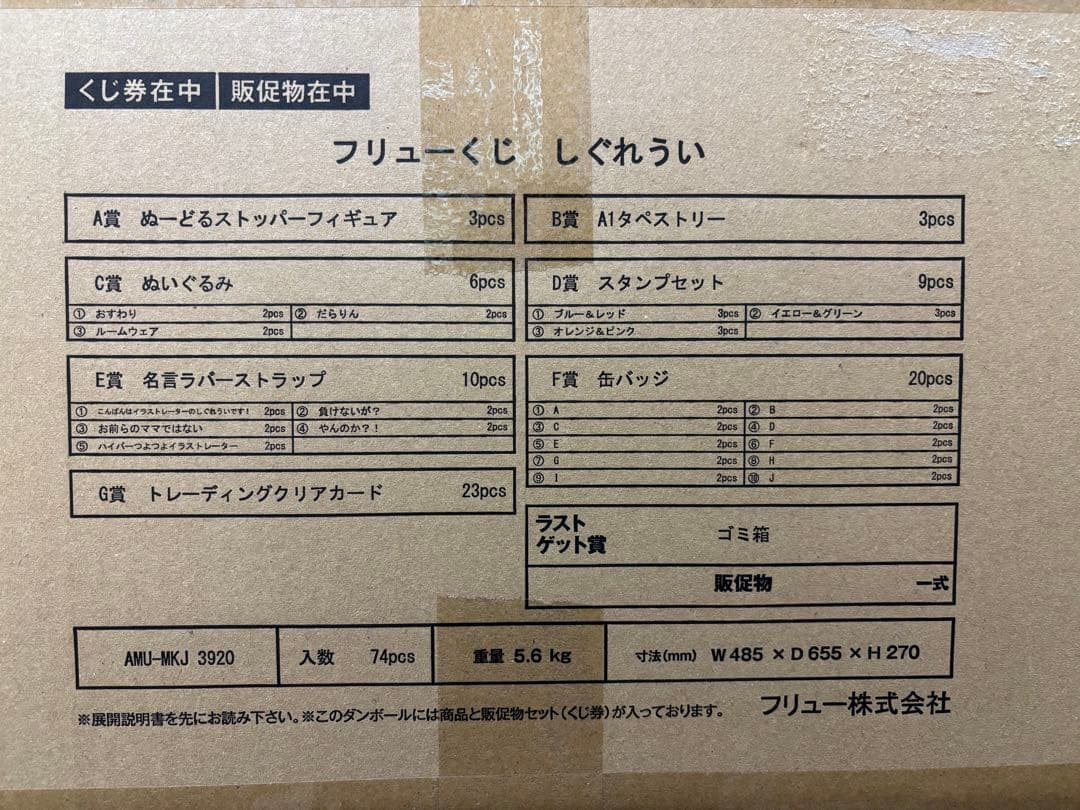 くじ券在中 販促物在中
フリューくじ しぐれうい
A賞 ぬーどるストッパーフィギュア 3pcs
B賞 A1タペストリー 3pcs
C賞 ぬいぐるみ 6pcs
① おすわり 2pcs ② だらりん 2pcs
③ ルームウェア 2pcs
D賞 スタンプセット 9pcs
① ブルー&レッド 3pcs ② イエロー&グリーン 3pcs
③ オレンジ&ピンク 3pcs
E賞 名言ラバーストラップ 10pcs
① こんばんはイラストレーターのしぐれういです! 2pcs ② 負けないが? 2pcs
③ お前らのママではない 2pcs ④ やんのか?! 2pcs
⑤ ハイパーつよつよイラストレーター 2pcs
F賞 缶バッジ 20pcs
① A 2pcs ② B 2pcs
③ C 2pcs ④ D 2pcs
⑤ E 2pcs ⑥ F 2pcs
⑦ G 2pcs ⑧ H 2pcs
⑨ I 2pcs ⑩ J 2pcs
G賞 トレーディングクリアカード 23pcs
ラスト
ゲット賞 ゴミ箱
販促物 一式
AMU-MKJ 3920 入数 74pcs 重量 5.6 kg 寸法(mm) W 485 × D 655 × H 270
※展開説明書を先にお読み下さい。※このダンボールには商品と販促物セット(くじ券)が入っております。
フリュー株式会社